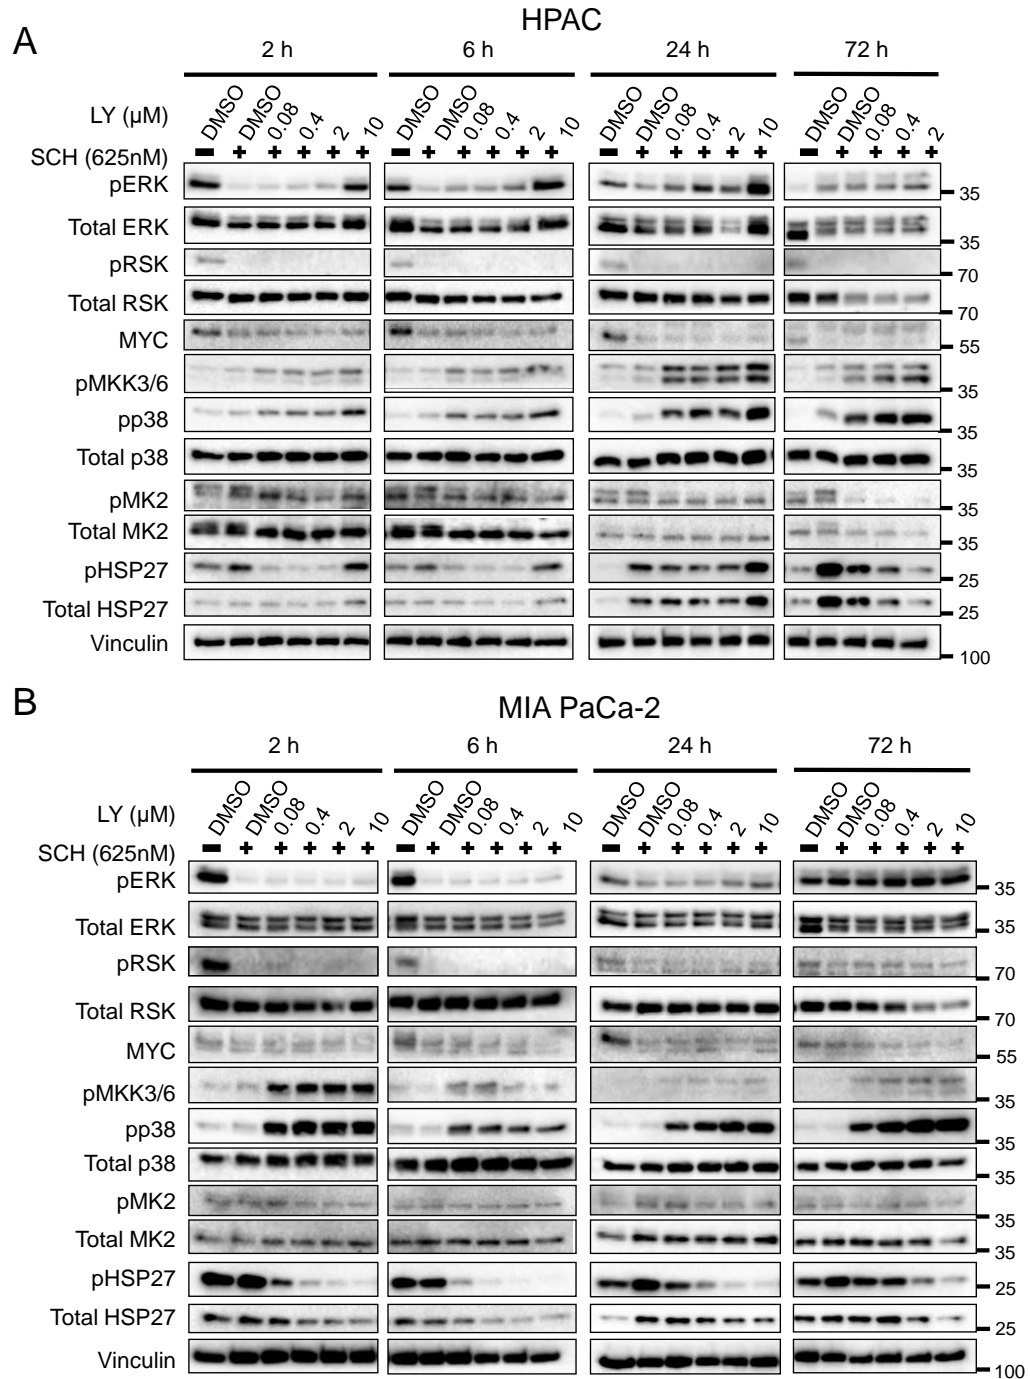 A
HPAC
2 h 6 h 24 h 72 h
LY (µM) DMSO DMSO 0.08 0.4 2 10 DMSO DMSO 0.08 0.4 2 10 DMSO DMSO 0.08 0.4 2 10 DMSO DMSO 0.08 0.4 2
SCH (625nM) - + + + + + - + + + + + - + + + + + - + + + +
pERK 35
Total ERK 35
pRSK 70
Total RSK 70
MYC 55
pMKK3/6 35
pp38 35
Total p38 35
pMK2 35
Total MK2 35
pHSP27 25
Total HSP27 25
Vinculin 100
B
MIA PaCa-2
2 h 6 h 24 h 72 h
LY (µM) DMSO DMSO 0.08 0.4 2 10 DMSO DMSO 0.08 0.4 2 10 DMSO DMSO 0.08 0.4 2 10 DMSO DMSO 0.08 0.4 2 10
SCH (625nM) - + + + + + - + + + + + - + + + + + - + + + + +
pERK 35
Total ERK 35
pRSK 70
Total RSK 70
MYC 55
pMKK3/6 35
pp38 35
Total p38 35
pMK2 35
Total MK2 35
pHSP27 25
Total HSP27 25
Vinculin 100